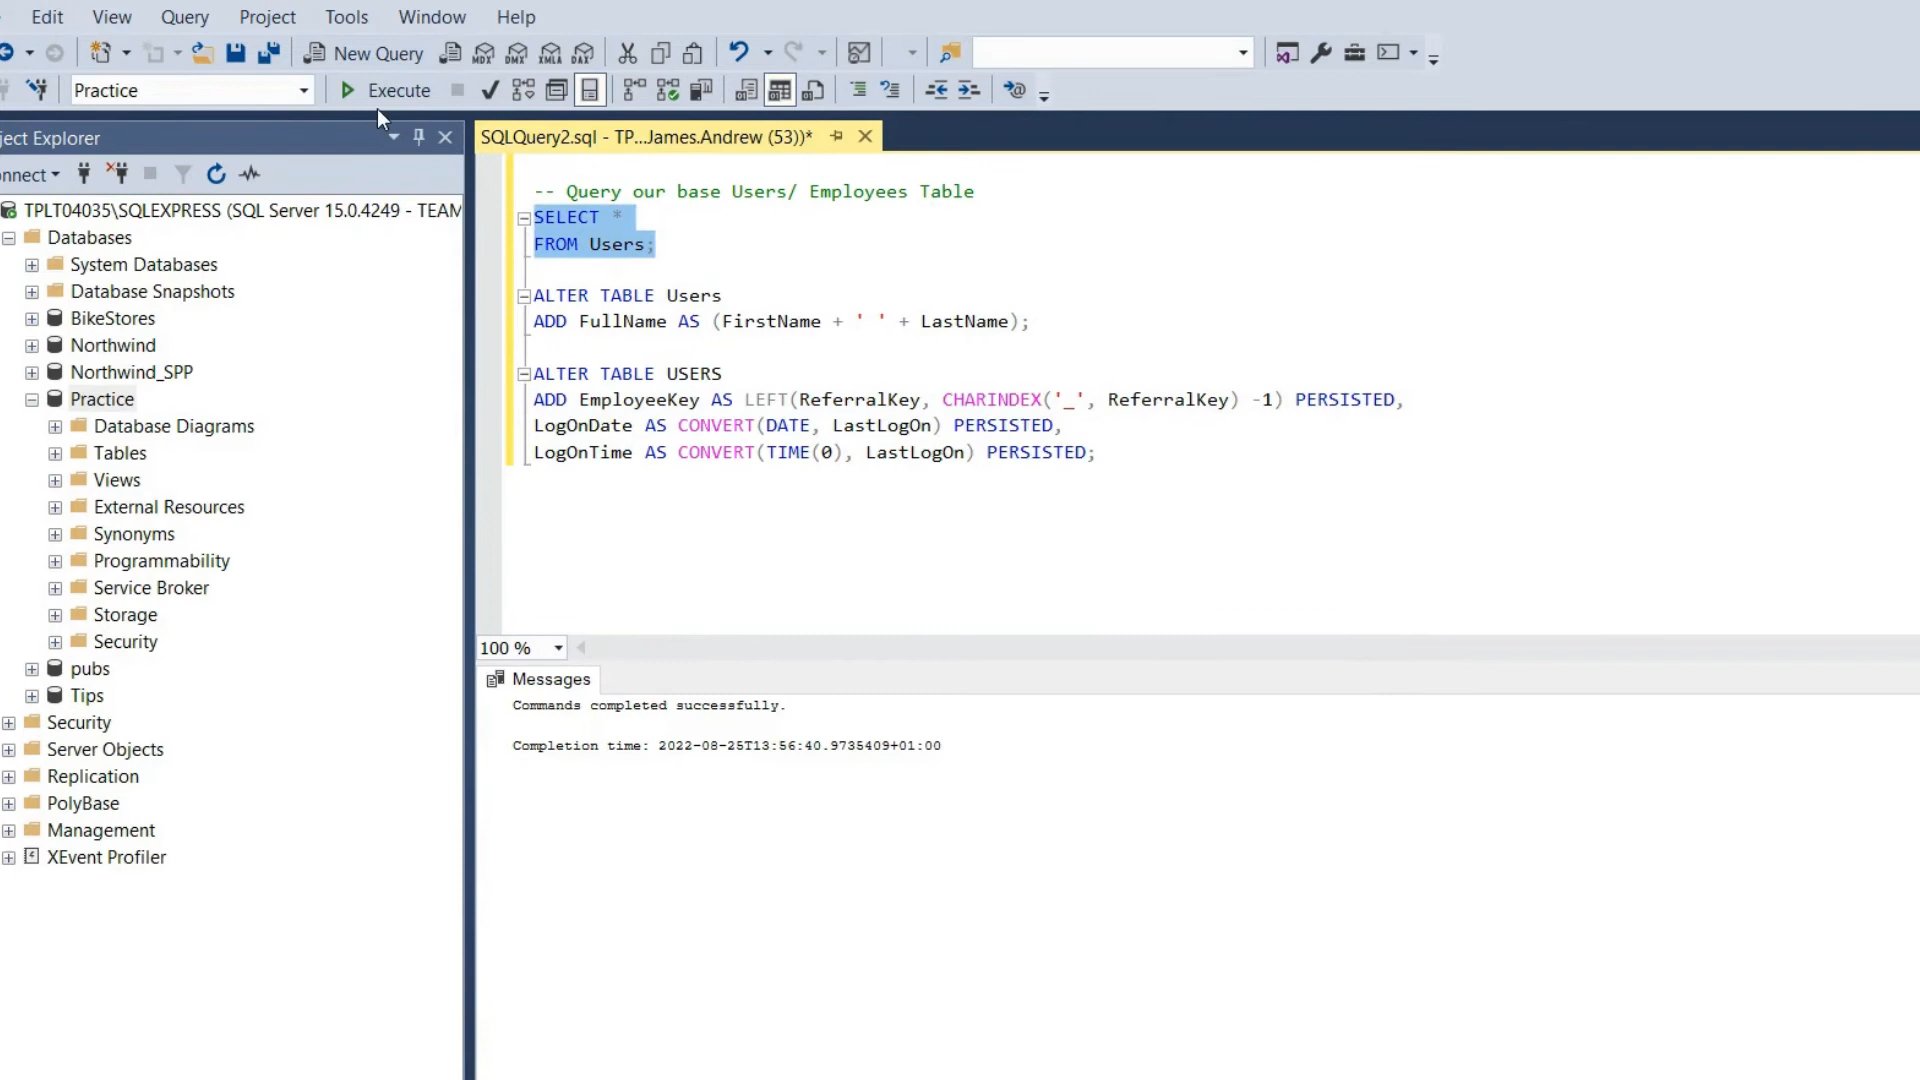 Edit View Query Project Tools Window Help
New Query MDX DMX XMLA DAX
Practice Execute
ject Explorer
nnect
TPLT04035\SQLEXPRESS (SQL Server 15.0.4249 - TEAM
Databases
System Databases
Database Snapshots
BikeStores
Northwind
Northwind_SPP
Practice
Database Diagrams
Tables
Views
External Resources
Synonyms
Programmability
Service Broker
Storage
Security
pubs
Tips
Security
Server Objects
Replication
PolyBase
Management
XEvent Profiler
SQLQuery2.sql - TP...James.Andrew (53))*
-- Query our base Users/ Employees Table
SELECT *
FROM Users;
ALTER TABLE Users
ADD FullName AS (FirstName + ' ' + LastName);
ALTER TABLE USERS
ADD EmployeeKey AS LEFT(ReferralKey, CHARINDEX('_', ReferralKey) -1) PERSISTED,
LogOnDate AS CONVERT(DATE, LastLogOn) PERSISTED,
LogOnTime AS CONVERT(TIME(0), LastLogOn) PERSISTED;
100 %
Messages
Commands completed successfully.
Completion time: 2022-08-25T13:56:40.9735409+01:00